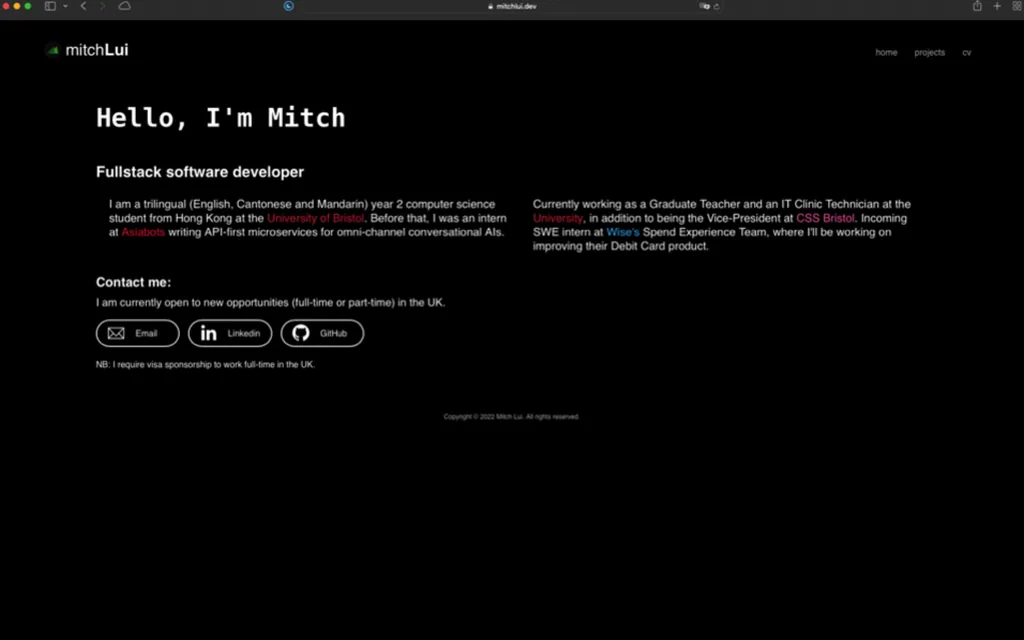 mitchlui.dev
mitchLui
home projects cv
Hello, I'm Mitch
Fullstack software developer
I am a trilingual (English, Cantonese and Mandarin) year 2 computer science
student from Hong Kong at the University of Bristol. Before that, I was an intern
at Asiabots writing API-first microservices for omni-channel conversational AIs.
Currently working as a Graduate Teacher and an IT Clinic Technician at the
University, in addition to being the Vice-President at CSS Bristol. Incoming
SWE intern at Wise's Spend Experience Team, where I'll be working on
improving their Debit Card product.
Contact me:
I am currently open to new opportunities (full-time or part-time) in the UK.
Email
Linkedin
GitHub
NB: I require visa sponsorship to work full-time in the UK.
Copyright © 2022 Mitch Lui. All rights reserved.